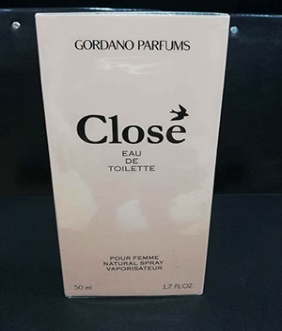 GORDANO PARFUMS
Close
EAU
DE
TOILETTE
POUR FEMME
NATURAL SPRAY
VAPORISATEUR
50 ml 1.7 FL.OZ